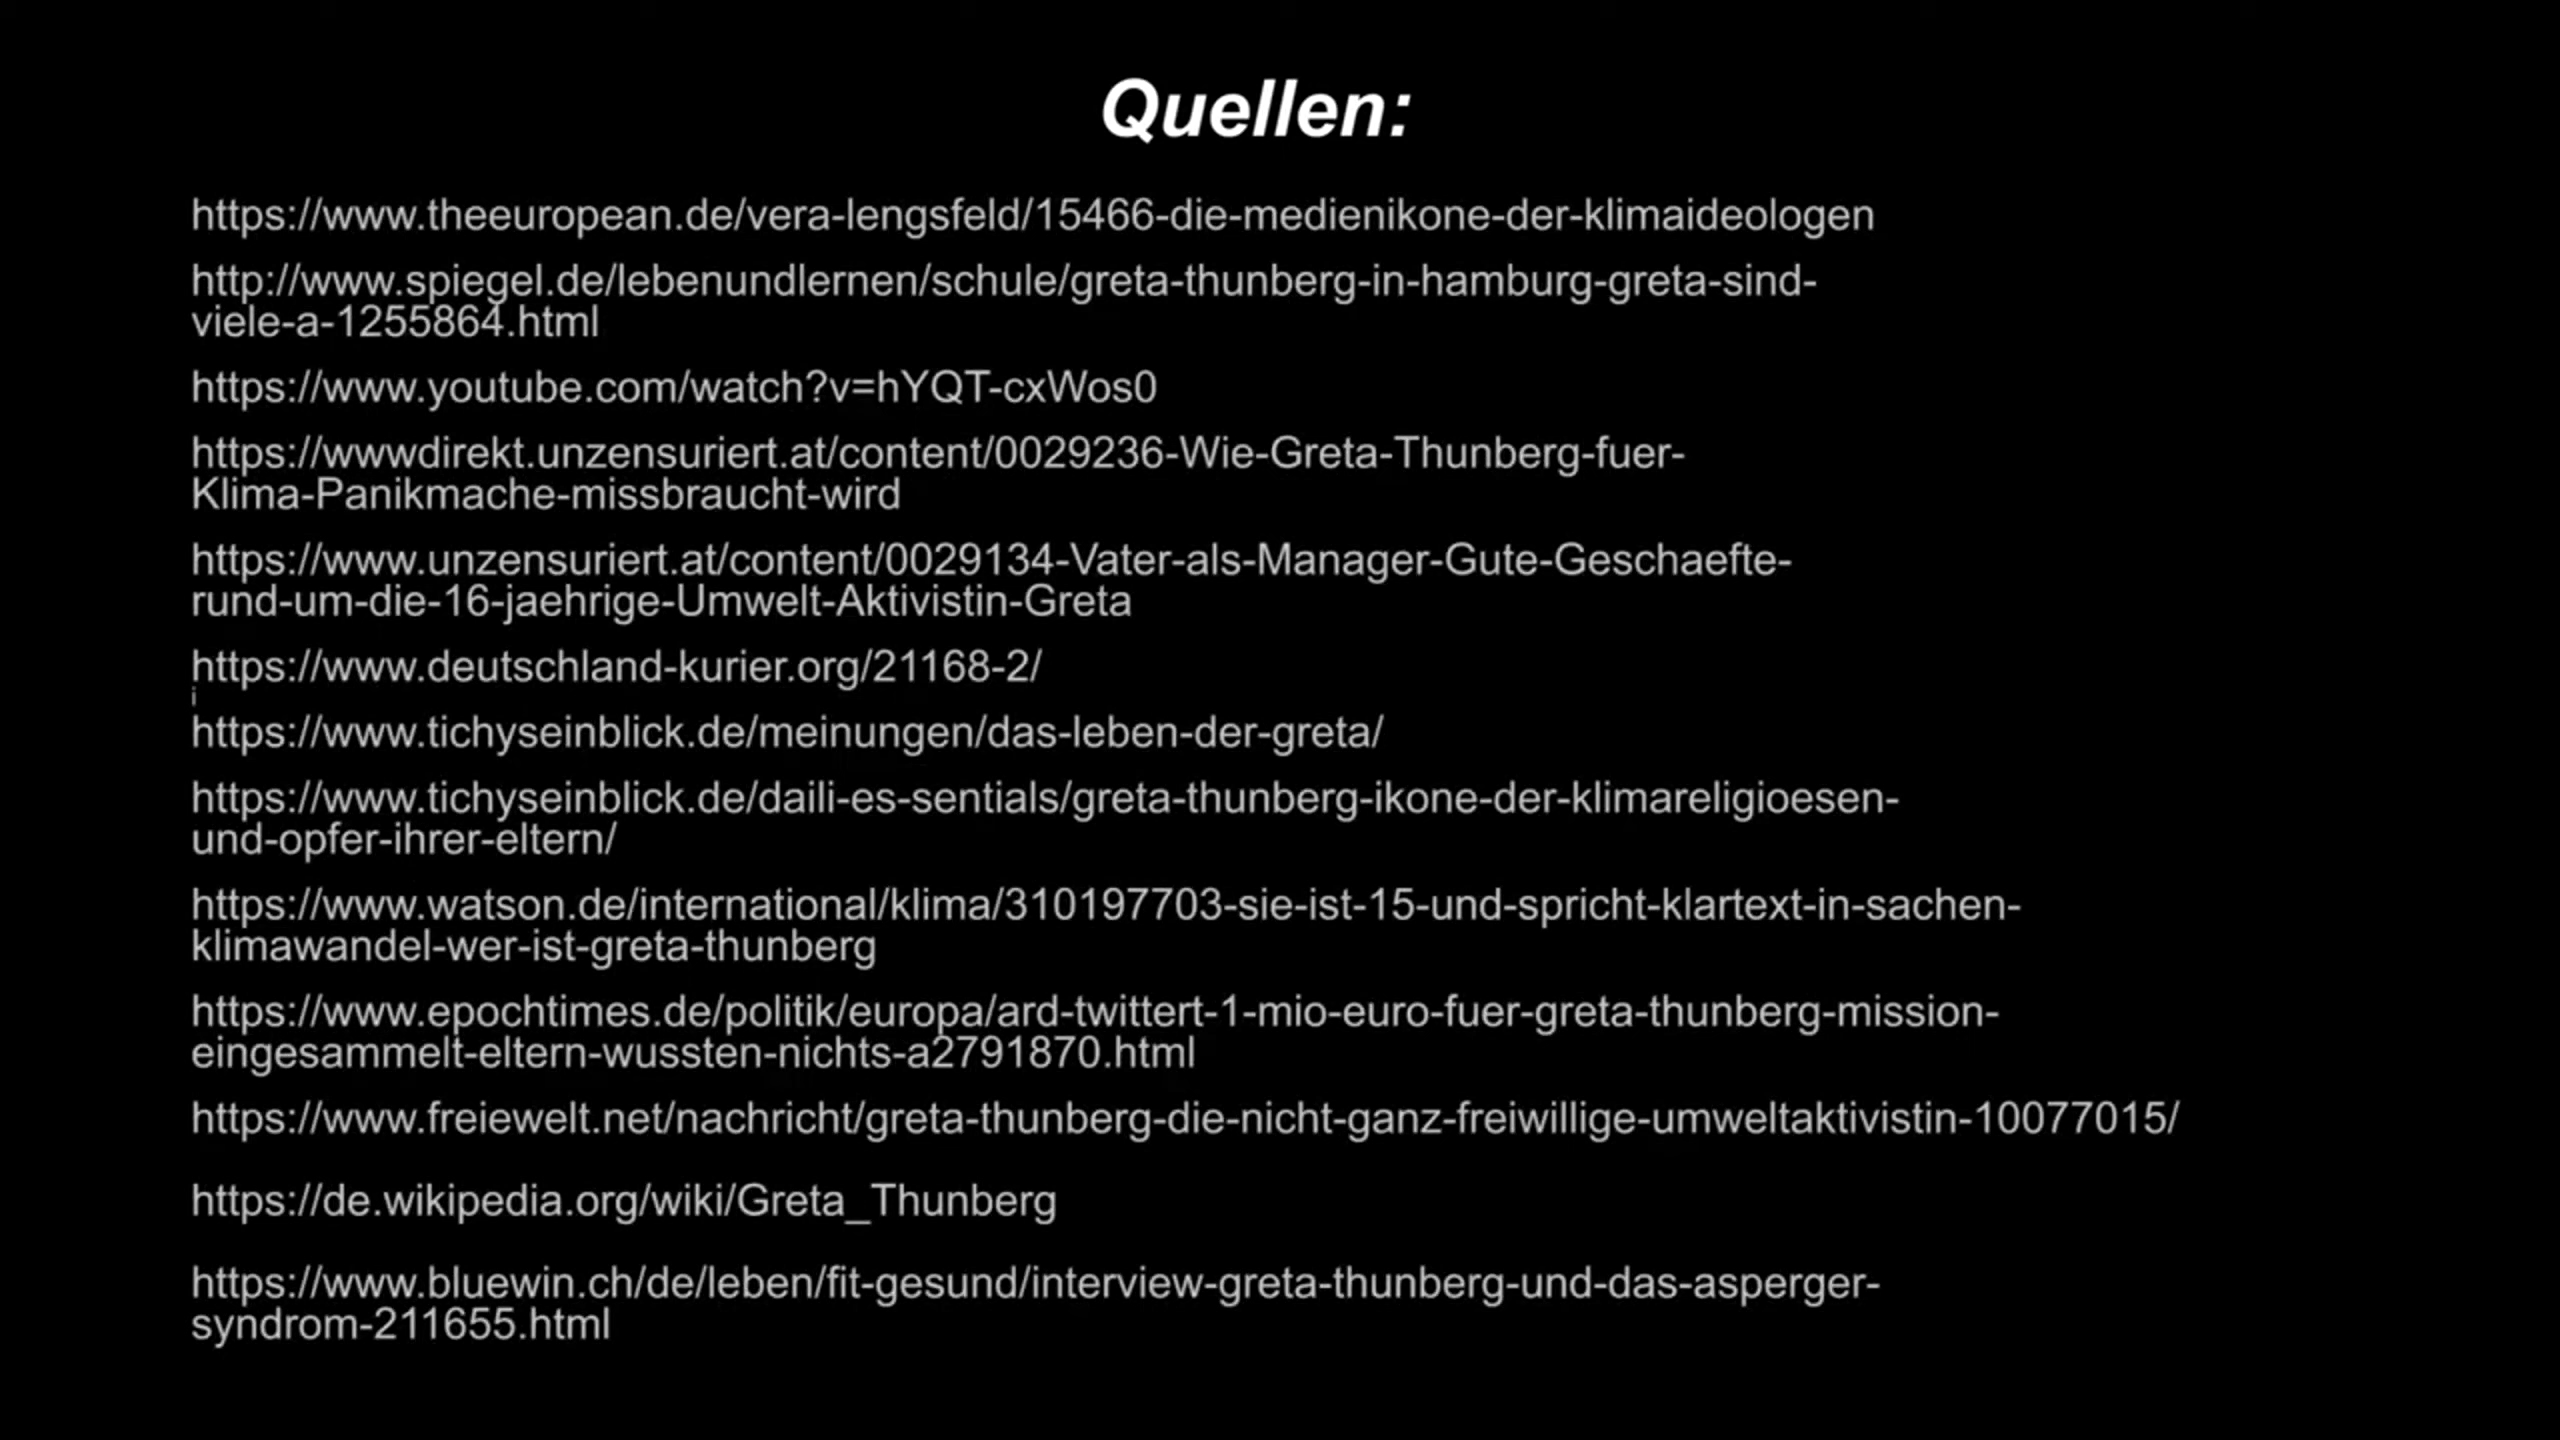 Quellen:
https://www.theeuropean.de/vera-lengsfeld/15466-die-medienikone-der-klimaideologen
http://www.spiegel.de/lebenundlernen/schule/greta-thunberg-in-hamburg-greta-sind-
viele-a-1255864.html
https://www.youtube.com/watch?v=hYQT-cxWos0
https://wwwdirekt.unzensuriert.at/content/0029236-Wie-Greta-Thunberg-fuer-
Klima-Panikmache-missbraucht-wird
https://www.unzensuriert.at/content/0029134-Vater-als-Manager-Gute-Geschaefte-
rund-um-die-16-jaehrige-Umwelt-Aktivistin-Greta
https://www.deutschland-kurier.org/21168-2/
i
https://www.tichyseinblick.de/meinungen/das-leben-der-greta/
https://www.tichyseinblick.de/daili-es-sentials/greta-thunberg-ikone-der-klimareligioesen-
und-opfer-ihrer-eltern/
https://www.watson.de/international/klima/310197703-sie-ist-15-und-spricht-klartext-in-sachen-
klimawandel-wer-ist-greta-thunberg
https://www.epochtimes.de/politik/europa/ard-twittert-1-mio-euro-fuer-greta-thunberg-mission-
eingesammelt-eltern-wussten-nichts-a2791870.html
https://www.freiewelt.net/nachricht/greta-thunberg-die-nicht-ganz-freiwillige-umweltaktivistin-10077015/
https://de.wikipedia.org/wiki/Greta_Thunberg
https://www.bluewin.ch/de/leben/fit-gesund/interview-greta-thunberg-und-das-asperger-
syndrom-211655.html